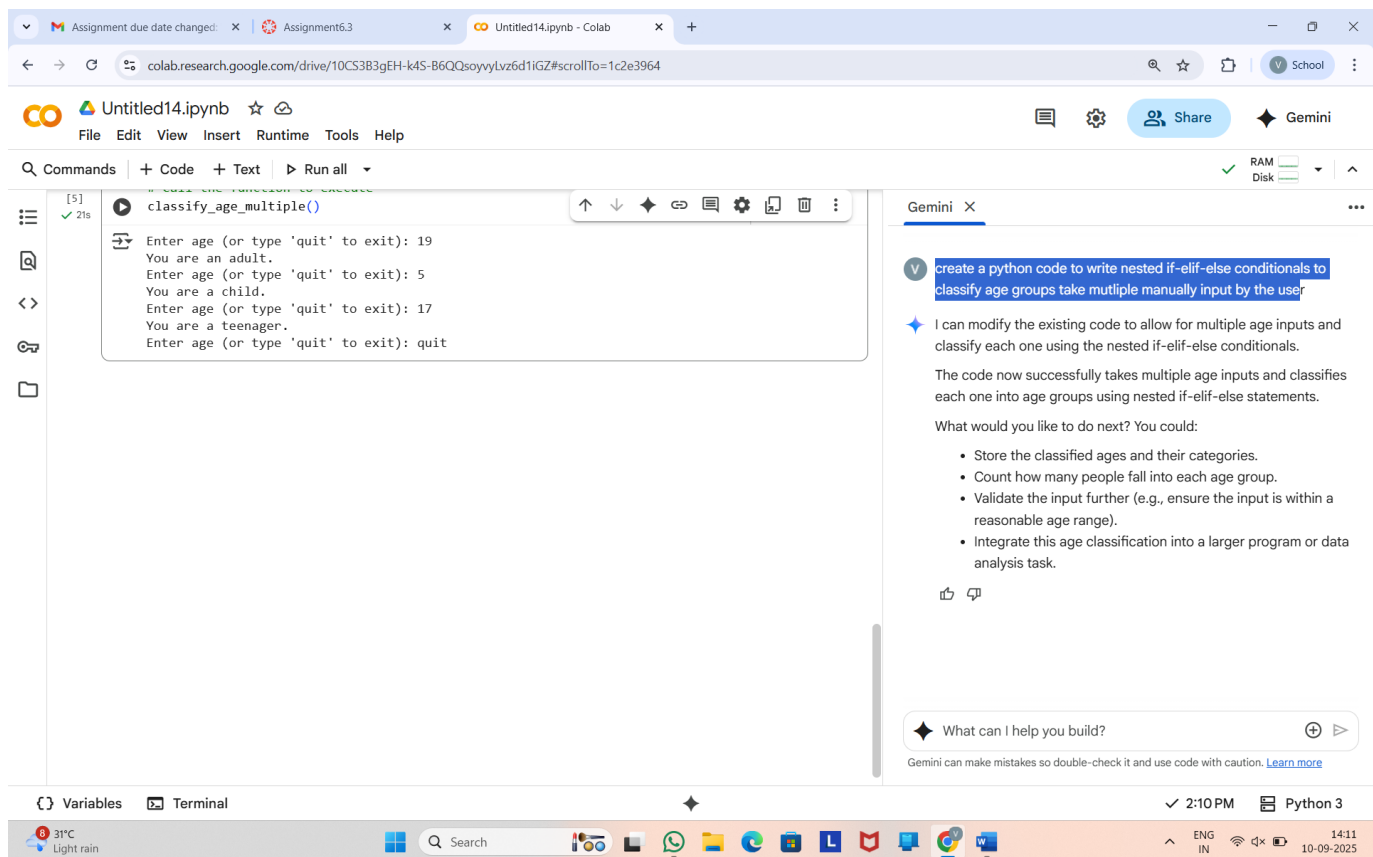 Assignment due date changed:
Assignment6.3
Untitled14.ipynb - Colab
colab.research.google.com/drive/10CS3B3gEH-k4S-B6QQsoyvyLvz6d1iGZ#scrollTo=1c2e3964
V School
CO Untitled14.ipynb
File Edit View Insert Runtime Tools Help
Share
Gemini
Commands + Code + Text Run all
RAM
Disk
[5]
21s
# Call the function to execute
classify_age_multiple()
Enter age (or type 'quit' to exit): 19
You are an adult.
Enter age (or type 'quit' to exit): 5
You are a child.
Enter age (or type 'quit' to exit): 17
You are a teenager.
Enter age (or type 'quit' to exit): quit
Gemini
V
create a python code to write nested if-elif-else conditionals to
classify age groups take mutliple manually input by the user
I can modify the existing code to allow for multiple age inputs and
classify each one using the nested if-elif-else conditionals.
The code now successfully takes multiple age inputs and classifies
each one into age groups using nested if-elif-else statements.
What would you like to do next? You could:
• Store the classified ages and their categories.
• Count how many people fall into each age group.
• Validate the input further (e.g., ensure the input is within a
reasonable age range).
• Integrate this age classification into a larger program or data
analysis task.
What can I help you build?
Gemini can make mistakes so double-check it and use code with caution. Learn more
{} Variables Terminal
2:10 PM Python 3
8
31°C
Light rain
Search
ENG
IN
14:11
10-09-2025